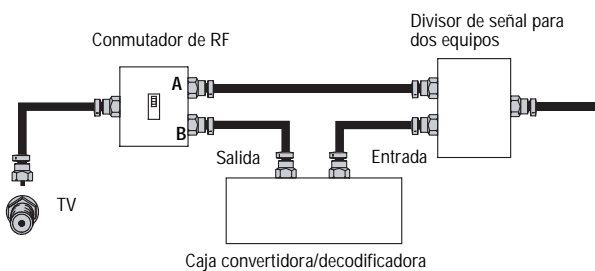 Divisor de señal para
dos equipos
Conmutador de RF
A
B
Salida
Entrada
TV
Caja convertidora/decodificadora